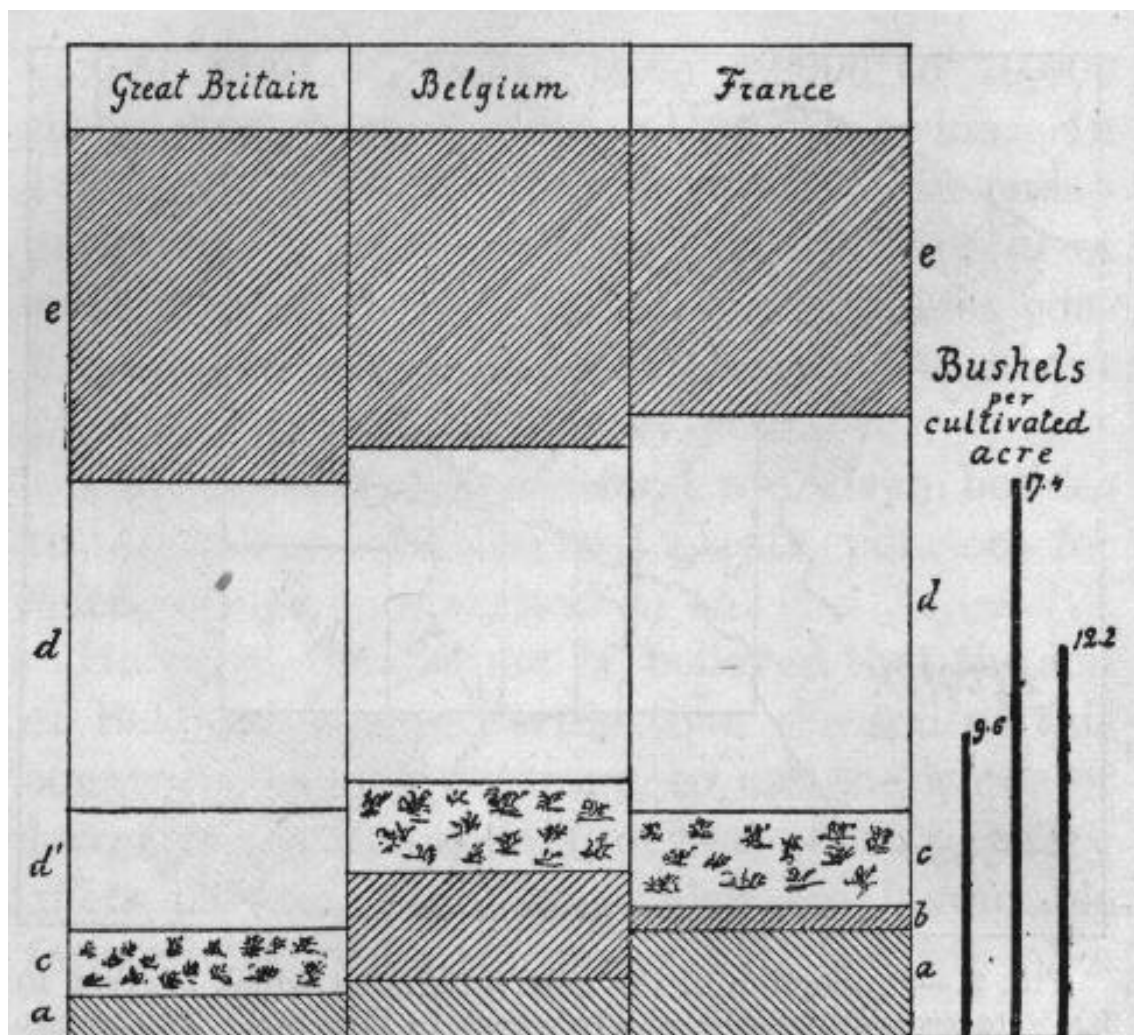 Great Britain
Belgium
France
e
e
Bushels
per
cultivated
acre
17.4
d
d
12.2
9.6
d'
c
b
c
a
a